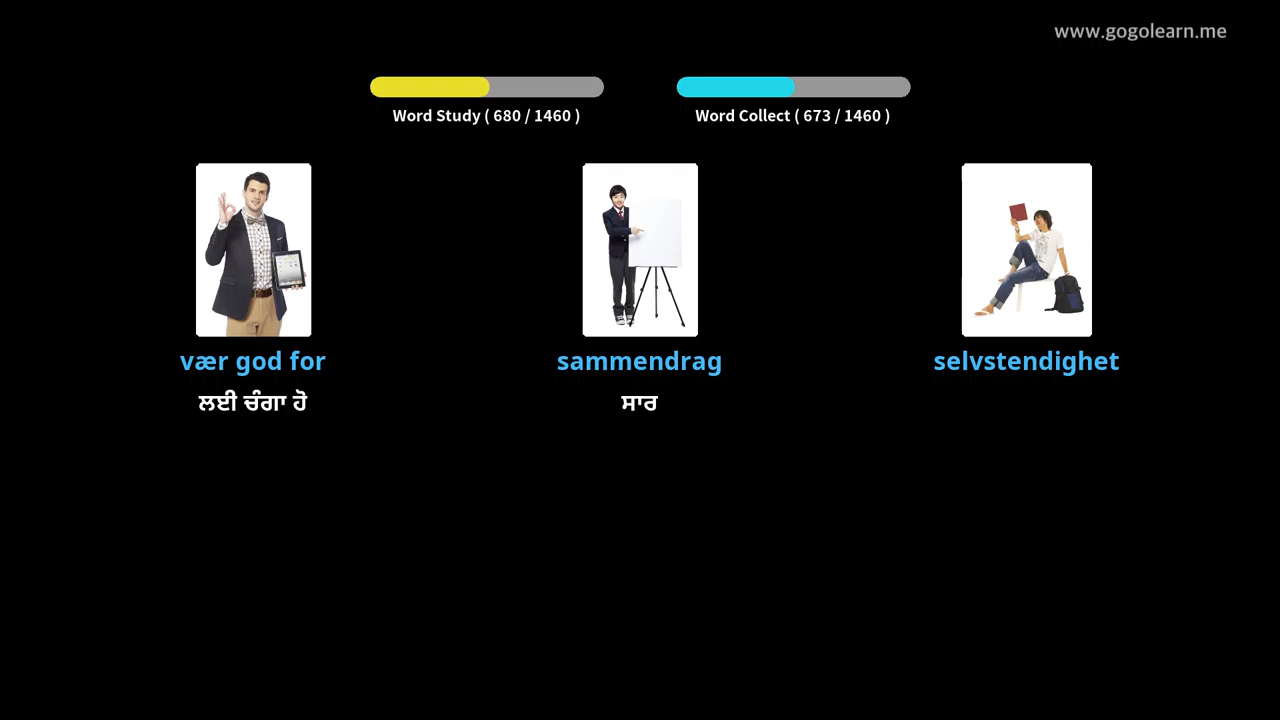 www.gogolearn.me
Word Study ( 680 / 1460 )
Word Collect ( 673 / 1460 )
vær god for
sammendrag
selvstendighet
ਲਈ ਚੰਗਾ ਹੋ
ਸਾਰ